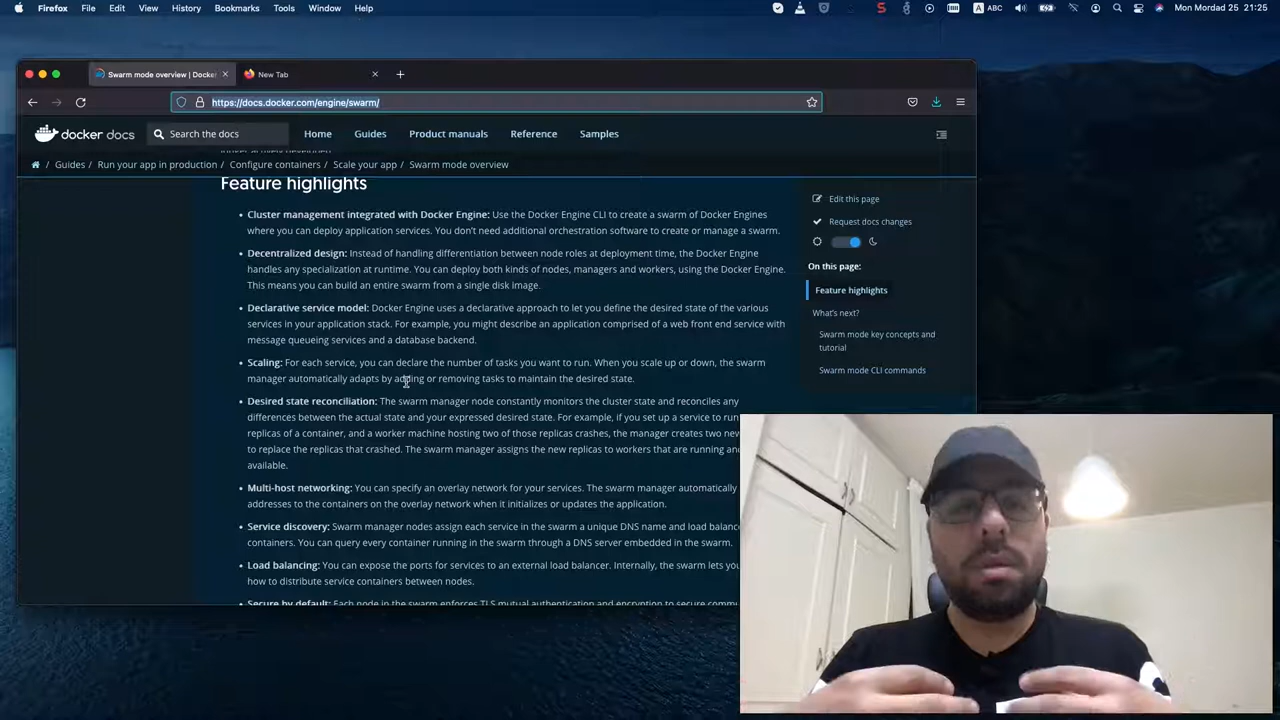 Firefox File Edit View History Bookmarks Tools Window Help ABC Mon Mordad 25 21:25
Swarm mode overview | Docker New Tab
https://docs.docker.com/engine/swarm/
docker docs Search the docs Home Guides Product manuals Reference Samples
/ Guides / Run your app in production / Configure containers / Scale your app / Swarm mode overview
Feature highlights
• Cluster management integrated with Docker Engine: Use the Docker Engine CLI to create a swarm of Docker Engines
where you can deploy application services. You don't need additional orchestration software to create or manage a swarm.
• Decentralized design: Instead of handling differentiation between node roles at deployment time, the Docker Engine
handles any specialization at runtime. You can deploy both kinds of nodes, managers and workers, using the Docker Engine.
This means you can build an entire swarm from a single disk image.
• Declarative service model: Docker Engine uses a declarative approach to let you define the desired state of the various
services in your application stack. For example, you might describe an application comprised of a web front end service with
message queueing services and a database backend.
• Scaling: For each service, you can declare the number of tasks you want to run. When you scale up or down, the swarm
manager automatically adapts by adding or removing tasks to maintain the desired state.
• Desired state reconciliation: The swarm manager node constantly monitors the cluster state and reconciles any
differences between the actual state and your expressed desired state. For example, if you set up a service to run
replicas of a container, and a worker machine hosting two of those replicas crashes, the manager creates two new
to replace the replicas that crashed. The swarm manager assigns the new replicas to workers that are running and
available.
• Multi-host networking: You can specify an overlay network for your services. The swarm manager automatically
addresses to the containers on the overlay network when it initializes or updates the application.
• Service discovery: Swarm manager nodes assign each service in the swarm a unique DNS name and load balance
containers. You can query every container running in the swarm through a DNS server embedded in the swarm.
• Load balancing: You can expose the ports for services to an external load balancer. Internally, the swarm lets you
how to distribute service containers between nodes.
• Secure by default: Each node in the swarm enforces TLS mutual authentication and encryption to secure
Edit this page
Request docs changes
On this page:
Feature highlights
What's next?
Swarm mode key concepts and
tutorial
Swarm mode CLI commands